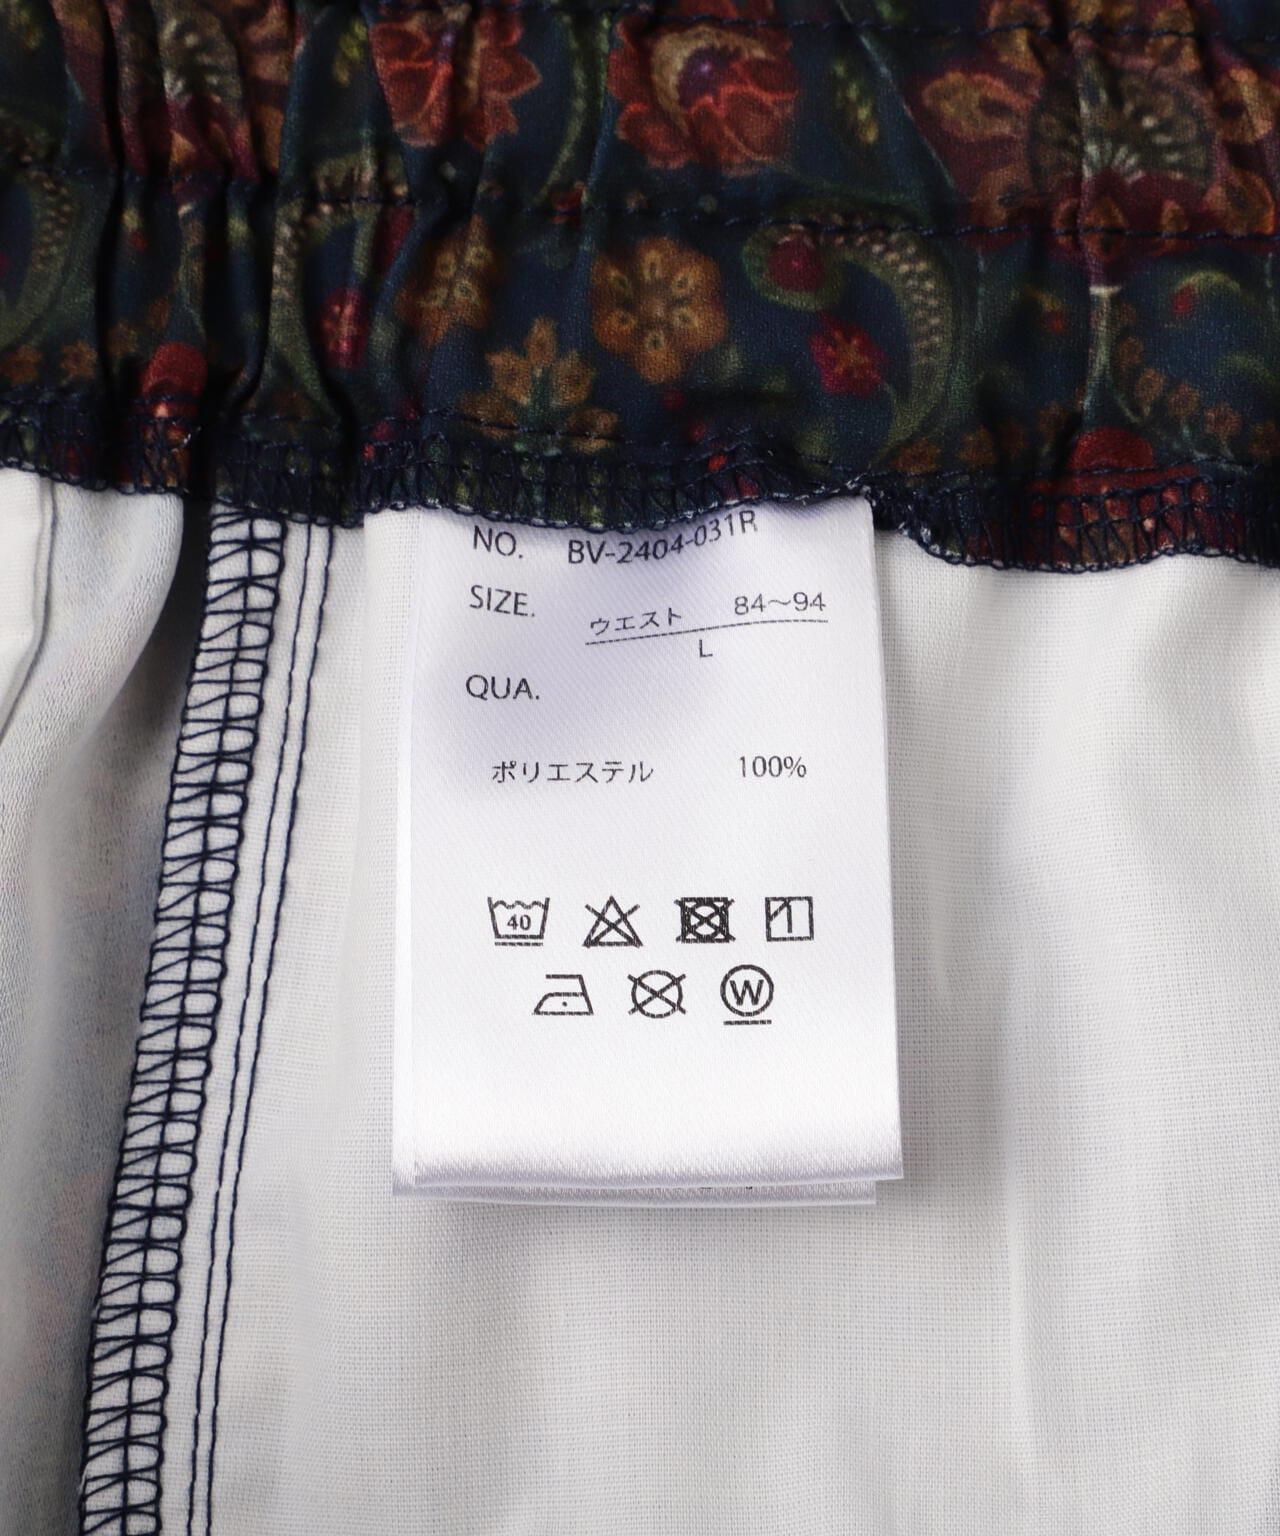 NO. BV-2404-031R
SIZE. ウエスト 84〜94
L
QUA.
ポリエステル 100%
40
W